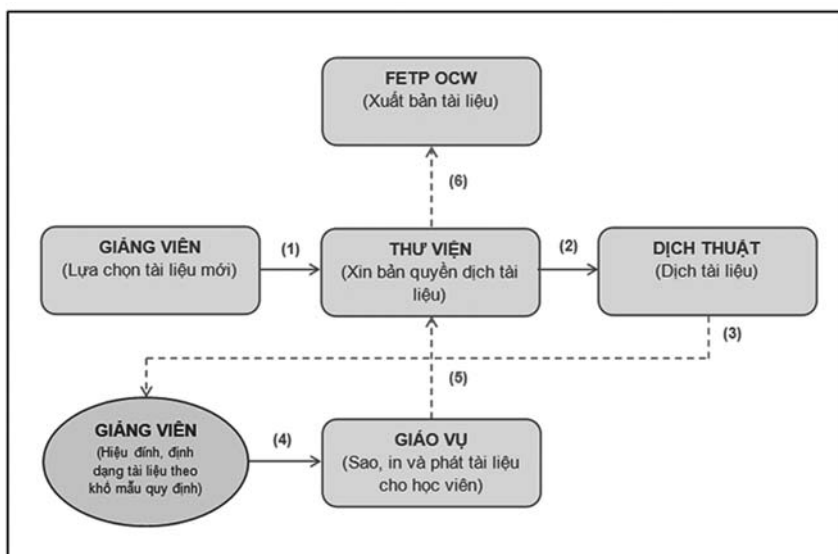 FETP OCW
(Xuất bản tài liệu)
(6)
GIẢNG VIÊN
(Lựa chọn tài liệu mới)
(1)
THƯ VIỆN
(Xin bản quyền dịch tài
liệu)
(2)
DỊCH THUẬT
(Dịch tài liệu)
(3)
(5)
GIẢNG VIÊN
(Hiệu đính, định
dạng tài liệu theo
khổ mẫu quy định)
(4)
GIÁO VỤ
(Sao, in và phát tài liệu
cho học viên)